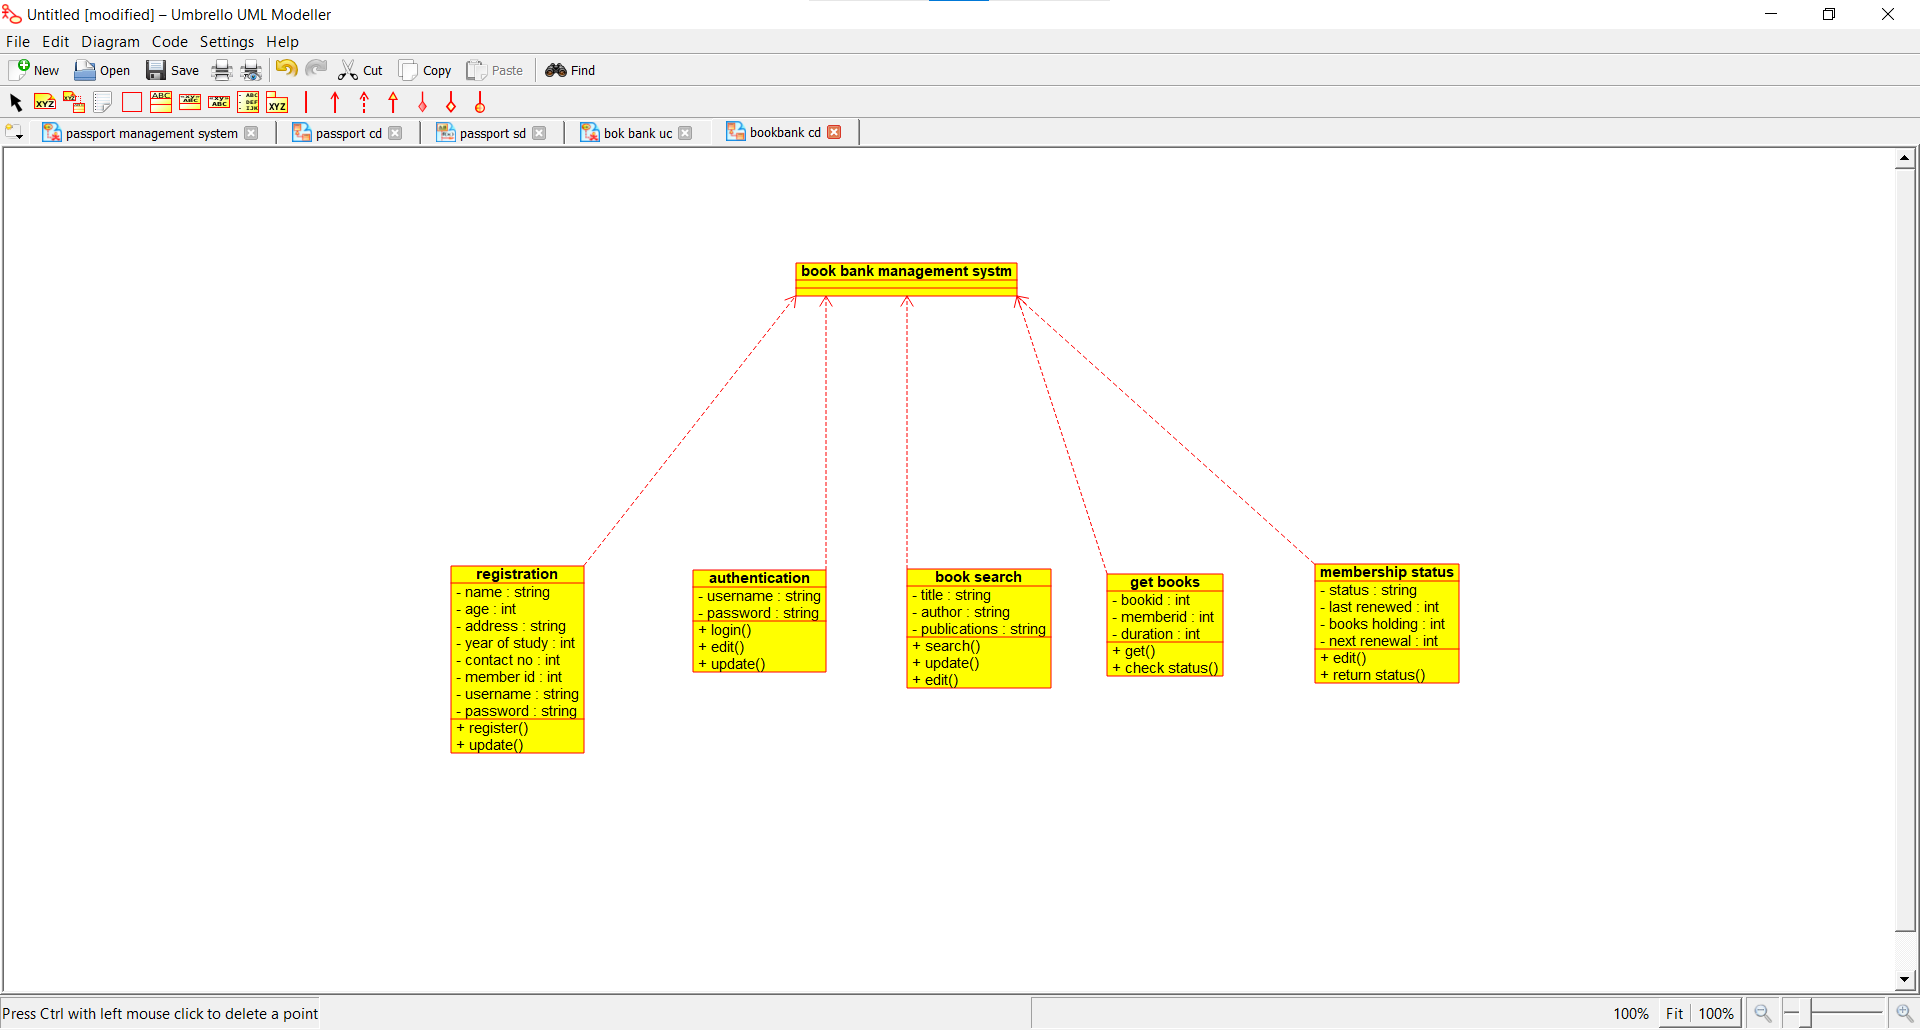 Untitled [modified] – Umbrello UML Modeller
File Edit Diagram Code Settings Help
New Open Save Cut Copy Paste Find
passport management system passport cd passport sd bok bank uc bookbank cd
book bank management systm
registration
- name : string
- age : int
- address : string
- year of study : int
- contact no : int
- member id : int
- username : string
- password : string
+ register()
+ update()
authentication
- username : string
- password : string
+ login()
+ edit()
+ update()
book search
- title : string
- author : string
- publications : string
+ search()
+ update()
+ edit()
get books
- bookid : int
- memberid : int
- duration : int
+ get()
+ check status()
membership status
- status : string
- last renewed : int
- books holding : int
- next renewal : int
+ edit()
+ return status()
Press Ctrl with left mouse click to delete a point
100% Fit 100%